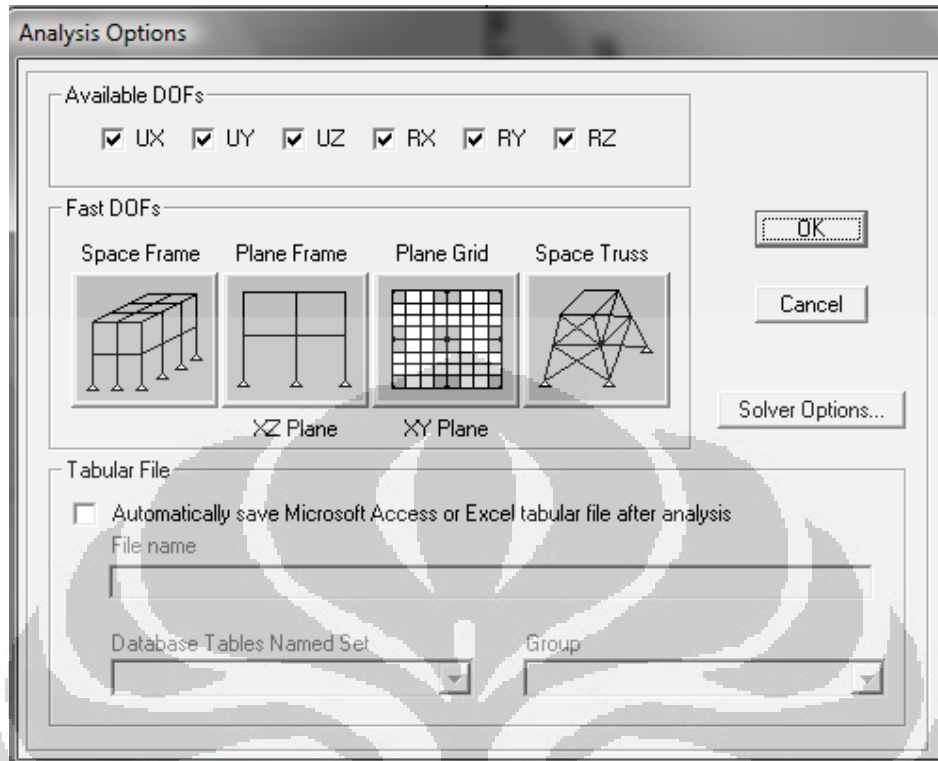 Analysis Options
Available DOFs
UX UY UZ RX RY RZ
Fast DOFs
Space Frame Plane Frame Plane Grid Space Truss
XZ Plane XY Plane
OK
Cancel
Solver Options...
Tabular File
Automatically save Microsoft Access or Excel tabular file after analysis
File name
Database Tables Named Set Group